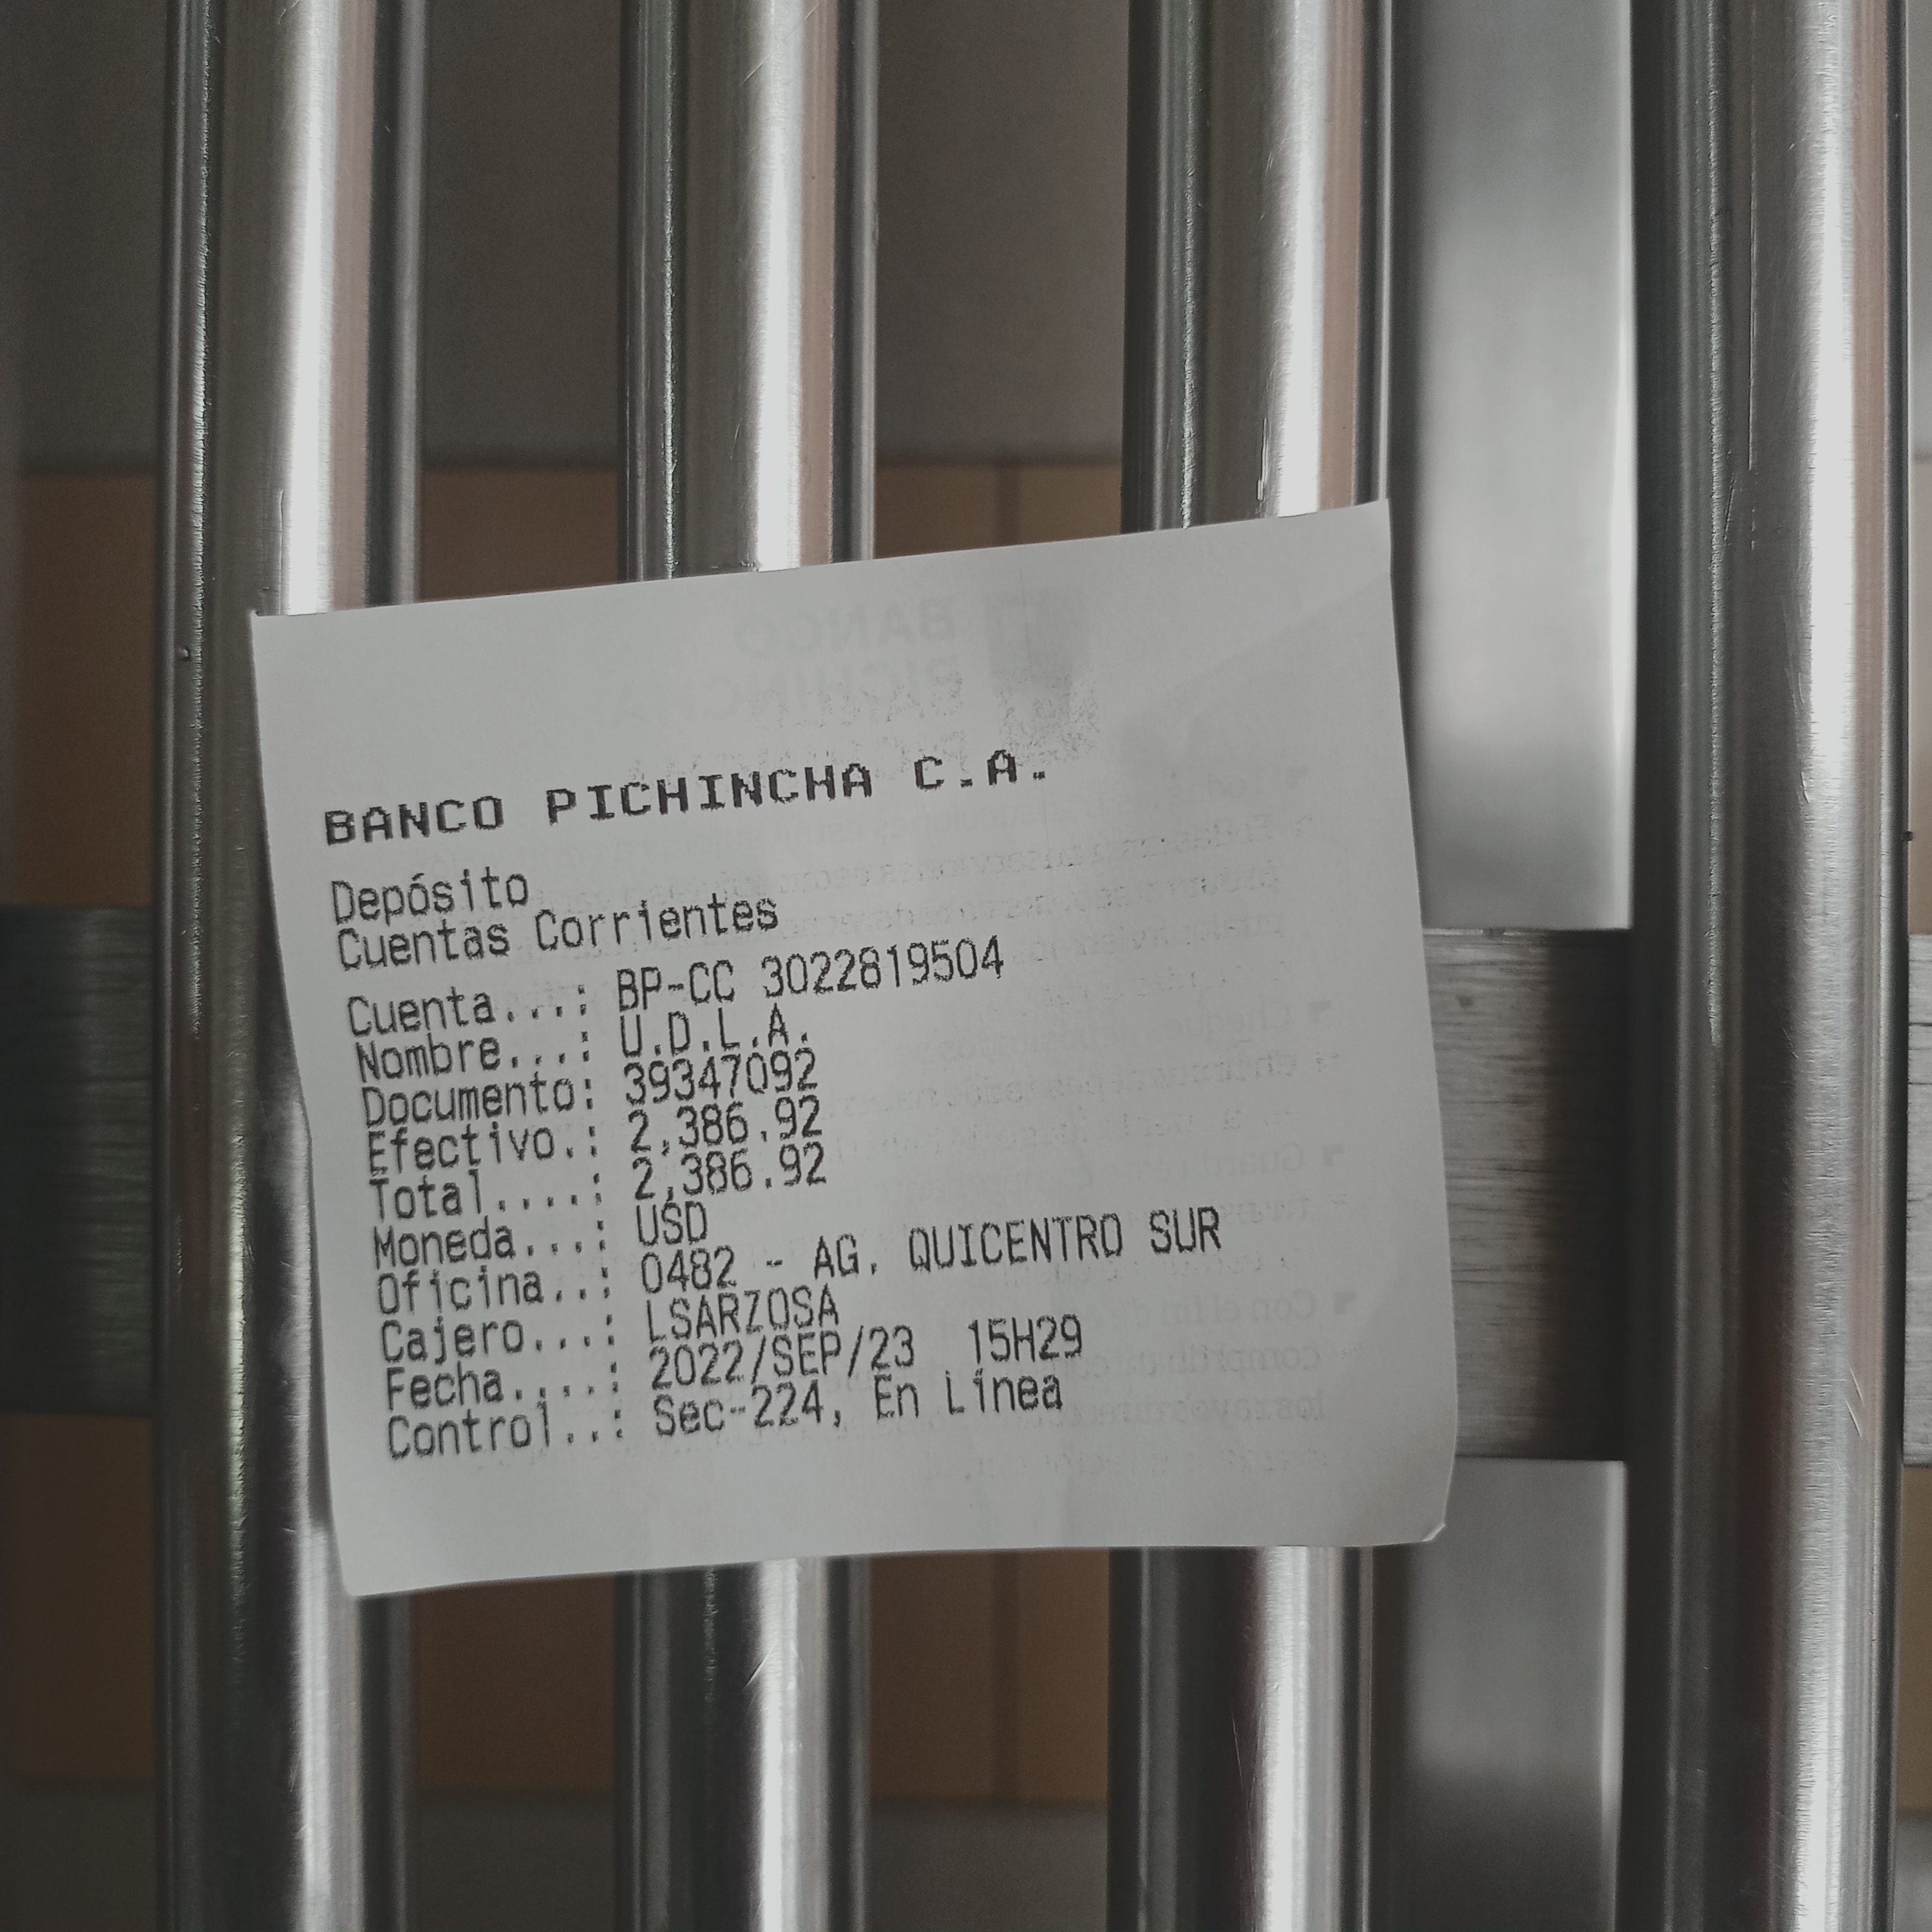 BANCO PICHINCHA C.A.
Depósito
Cuentas Corrientes
Cuenta...: BP-CC 3022819504
Nombre...: U.D.L.A.
Documento: 39347092
Efectivo.: 2,386.92
Total....: 2,386.92
Moneda...: USD
Oficina..: 0482 - AG. QUICENTRO SUR
Cajero...: LSARZOSA
Fecha....: 2022/SEP/23 15H29
Control..: Sec-224, En Línea